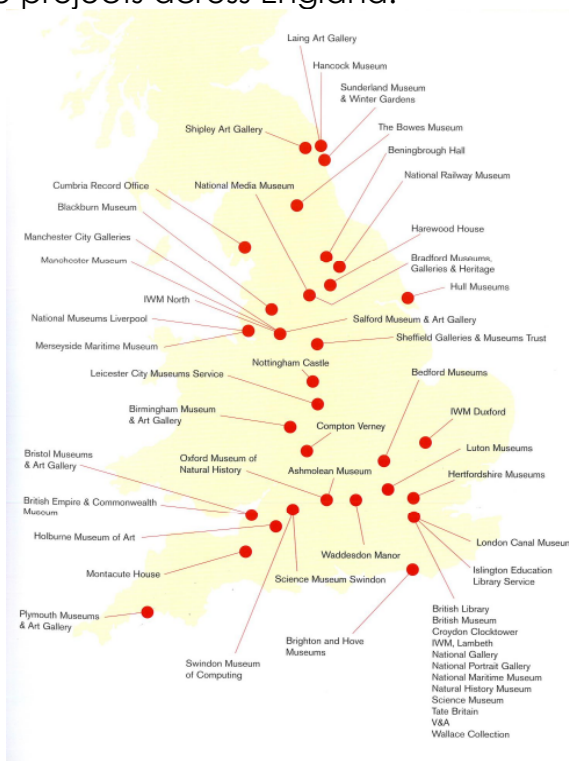 projects across England.
Laing Art Gallery
Hancock Museum
Sunderland Museum
& Winter Gardens
Shipley Art Gallery
The Bowes Museum
Beningbrough Hall
National Railway Museum
Cumbria Record Office
National Media Museum
Blackburn Museum
Harewood House
Manchester City Galleries
Bradford Museums,
Galleries & Heritage
Manchester Museum
Hull Museums
IWM North
National Museums Liverpool
Salford Museum & Art Gallery
Merseyside Maritime Museum
Sheffield Galleries & Museums Trust
Nottingham Castle
Leicester City Museums Service
Bedford Museums
Birmingham Museum
& Art Gallery
IWM Duxford
Compton Verney
Bristol Museums
& Art Gallery
Oxford Museum of
Natural History
Luton Museums
Ashmolean Museum
Hertfordshire Museums
British Empire & Commonwealth
Museum
Holburne Museum of Art
London Canal Museum
Waddesdon Manor
Montacute House
Science Museum Swindon
Islington Education
Library Service
Plymouth Museums
& Art Gallery
Brighton and Hove
Museums
Swindon Museum
of Computing
British Library
British Museum
Croydon Clocktower
IWM, Lambeth
National Gallery
National Portrait Gallery
National Maritime Museum
Natural History Museum
Science Museum
Tate Britain
V&A
Wallace Collection